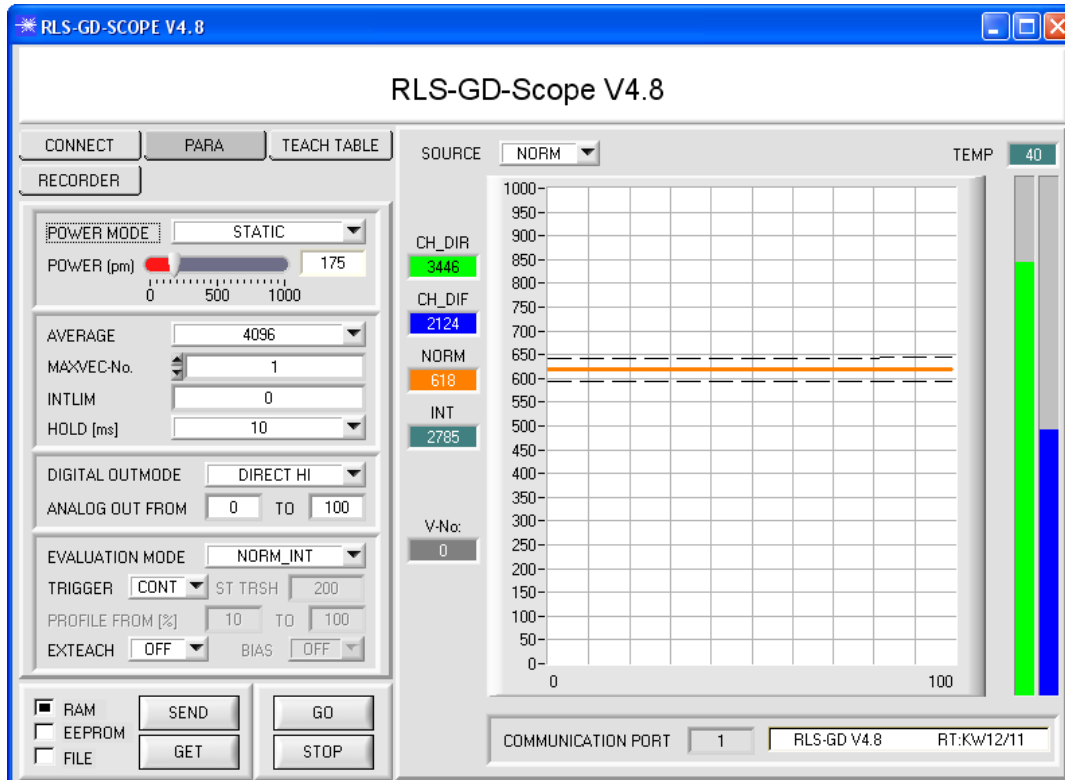 RLS-GD-SCOPE V4.8
RLS-GD-Scope V4.8
CONNECT PARA TEACH TABLE
RECORDER
POWER MODE STATIC
POWER (pm) 175
0 500 1000
AVERAGE 4096
MAXVEC-No. 1
INTLIM 0
HOLD [ms] 10
DIGITAL OUTMODE DIRECT HI
ANALOG OUT FROM 0 TO 100
EVALUATION MODE NORM_INT
TRIGGER CONT ST TRSH 200
PROFILE FROM [%] 10 TO 100
EXTEACH OFF BIAS OFF
RAM
EEPROM
FILE
SEND
GET
GO
STOP
SOURCE NORM
TEMP 40
CH_DIR
3446
CH_DIF
2124
NORM
618
INT
2785
V-No:
0
1000
950
900
850
800
750
700
650
600
550
500
450
400
350
300
250
200
150
100
50
0
0 100
COMMUNICATION PORT 1 RLS-GD V4.8 RT:KW12/11